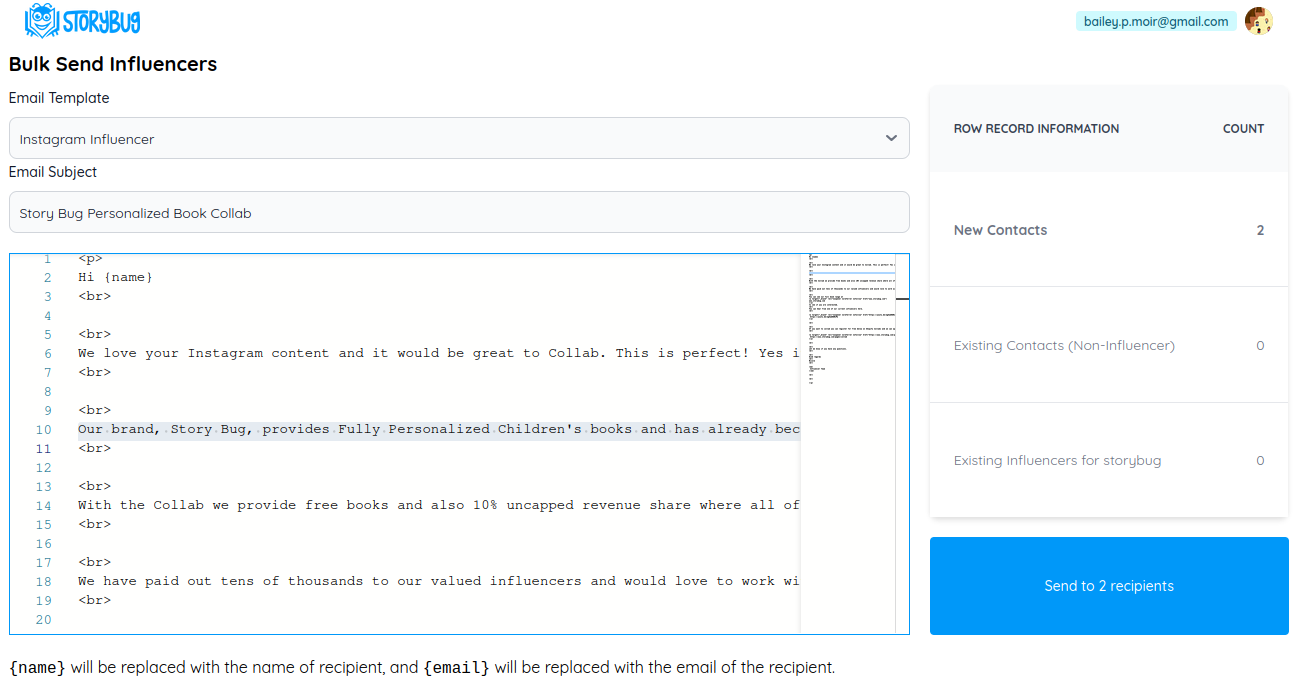 STORYBUG
bailey.p.moir@gmail.com
Bulk Send Influencers
Email Template
Instagram Influencer
Email Subject
Story Bug Personalized Book Collab
1 <p>
2 Hi {name}
3 <br>
4
5 <br>
6 We love your Instagram content and it would be great to Collab. This is perfect! Yes i
7 <br>
8
9 <br>
10 Our brand, Story Bug, provides Fully Personalized Children's books and has already bec
11 <br>
12
13 <br>
14 With the Collab we provide free books and also 10% uncapped revenue share where all of
15 <br>
16
17 <br>
18 We have paid out tens of thousands to our valued influencers and would love to work wi
19 <br>
20
{name} will be replaced with the name of recipient, and {email} will be replaced with the email of the recipient.
ROW RECORD INFORMATION COUNT
New Contacts 2
Existing Contacts (Non-Influencer) 0
Existing Influencers for storybug 0
Send to 2 recipients